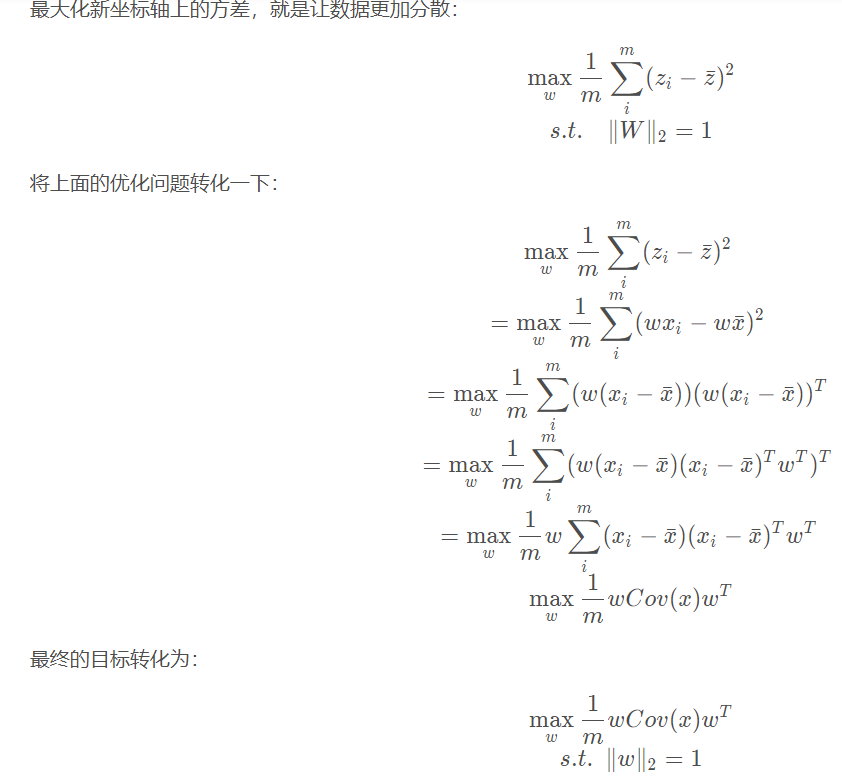 最大化新坐标轴上的方差，就是让数据更加分散：
$$\max_{w} \frac{1}{m} \sum_{i}^{m} (z_i - \bar{z})^2$$
$$s.t. \quad \|W\|_2 = 1$$
将上面的优化问题转化一下：
$$\max_{w} \frac{1}{m} \sum_{i}^{m} (z_i - \bar{z})^2$$
$$= \max_{w} \frac{1}{m} \sum_{i}^{m} (wx_i - w\bar{x})^2$$
$$= \max_{w} \frac{1}{m} \sum_{i}^{m} (w(x_i - \bar{x}))(w(x_i - \bar{x}))^T$$
$$= \max_{w} \frac{1}{m} \sum_{i}^{m} (w(x_i - \bar{x})(x_i - \bar{x})^T w^T)^T$$
$$= \max_{w} \frac{1}{m} w \sum_{i}^{m} (x_i - \bar{x})(x_i - \bar{x})^T w^T$$
$$\max_{w} \frac{1}{m} wCov(x)w^T$$
最终的目标转化为：
$$\max_{w} \frac{1}{m} wCov(x)w^T$$
$$s.t. \ \|w\|_2 = 1$$